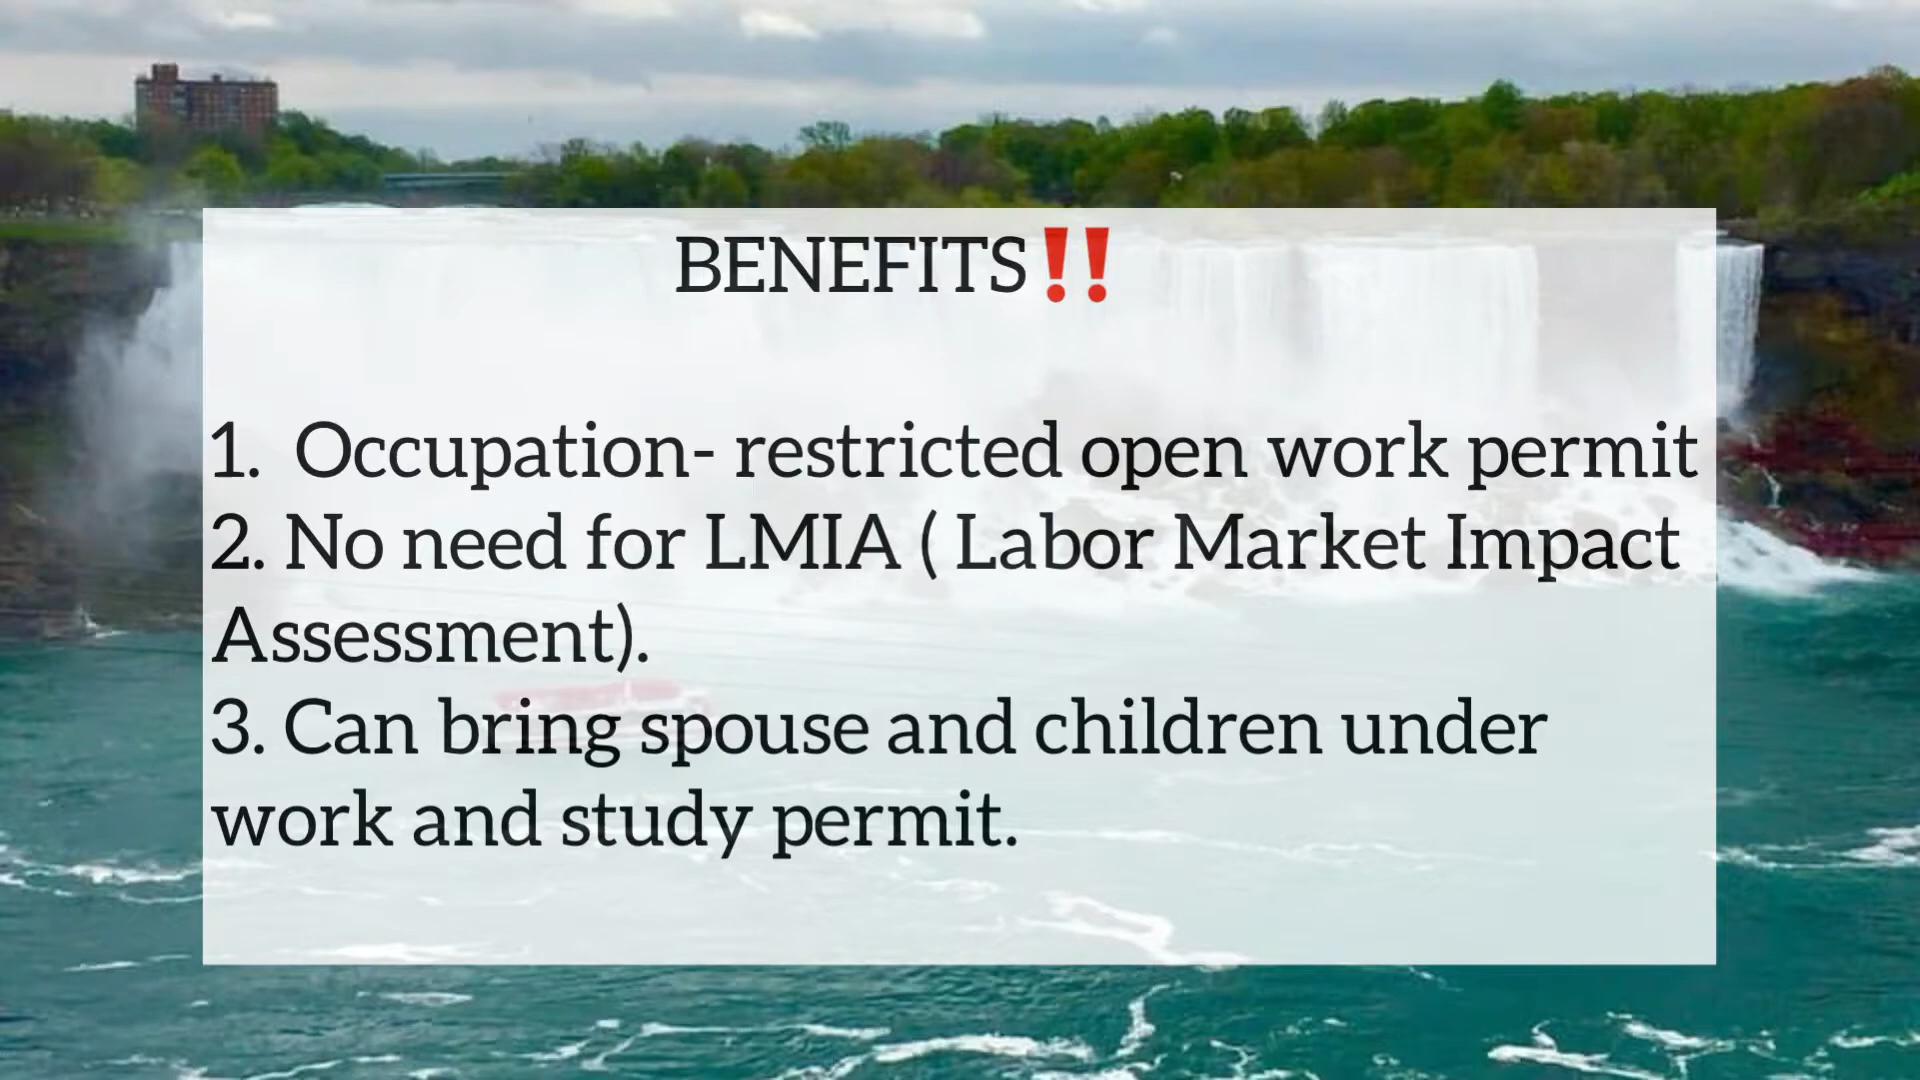 BENEFITS‼️
1. Occupation- restricted open work permit
2. No need for LMIA ( Labor Market Impact
Assessment).
3. Can bring spouse and children under
work and study permit.